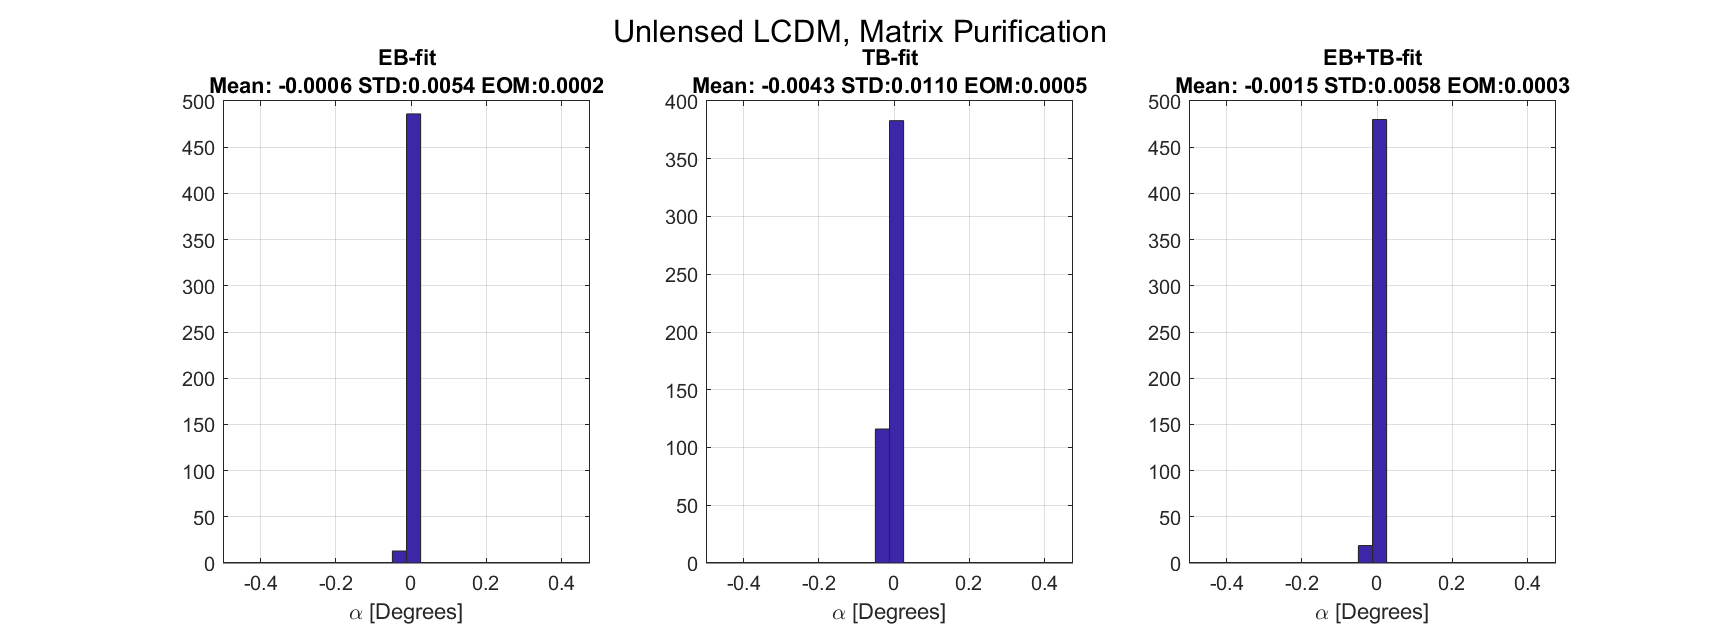 Unlensed LCDM, Matrix Purification
EB-fit
Mean: -0.0006 STD:0.0054 EOM:0.0002
500
450
400
350
300
250
200
150
100
50
0
-0.4 -0.2 0 0.2 0.4
α [Degrees]
TB-fit
Mean: -0.0043 STD:0.0110 EOM:0.0005
400
350
300
250
200
150
100
50
0
-0.4 -0.2 0 0.2 0.4
α [Degrees]
EB+TB-fit
Mean: -0.0015 STD:0.0058 EOM:0.0003
500
450
400
350
300
250
200
150
100
50
0
-0.4 -0.2 0 0.2 0.4
α [Degrees]